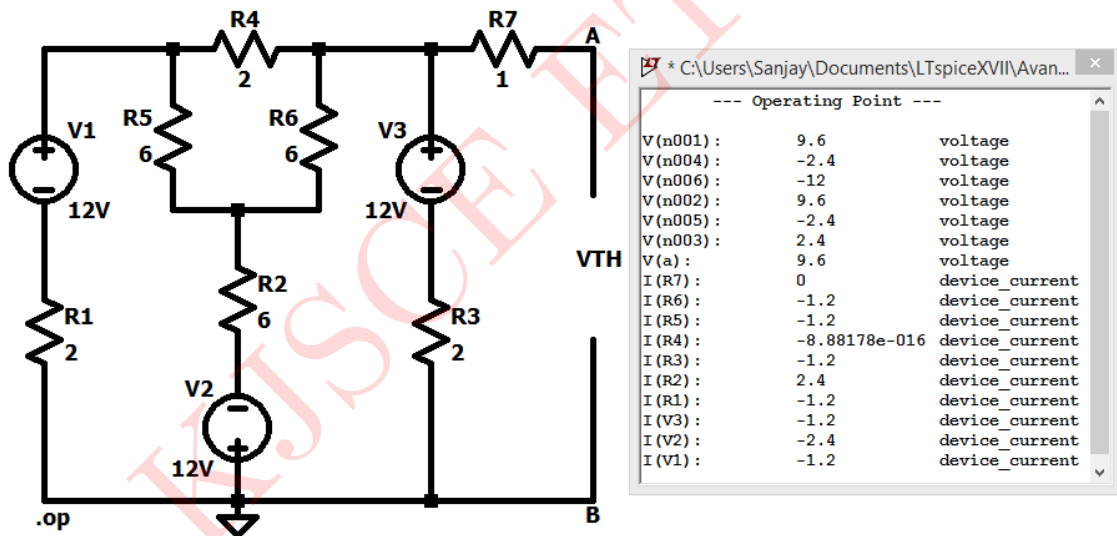 R4
2
R7
1
A
R5
6
R6
6
V1
12V
V3
12V
VTH
R2
6
R1
2
R3
2
V2
12V
.op
B
KJSCE ET
* C:\Users\Sanjay\Documents\LTspiceXVII\Avan...
--- Operating Point ---
V(n001): 9.6 voltage
V(n004): -2.4 voltage
V(n006): -12 voltage
V(n002): 9.6 voltage
V(n005): -2.4 voltage
V(n003): 2.4 voltage
V(a): 9.6 voltage
I(R7): 0 device_current
I(R6): -1.2 device_current
I(R5): -1.2 device_current
I(R4): -8.88178e-016 device_current
I(R3): -1.2 device_current
I(R2): 2.4 device_current
I(R1): -1.2 device_current
I(V3): -1.2 device_current
I(V2): -2.4 device_current
I(V1): -1.2 device_current